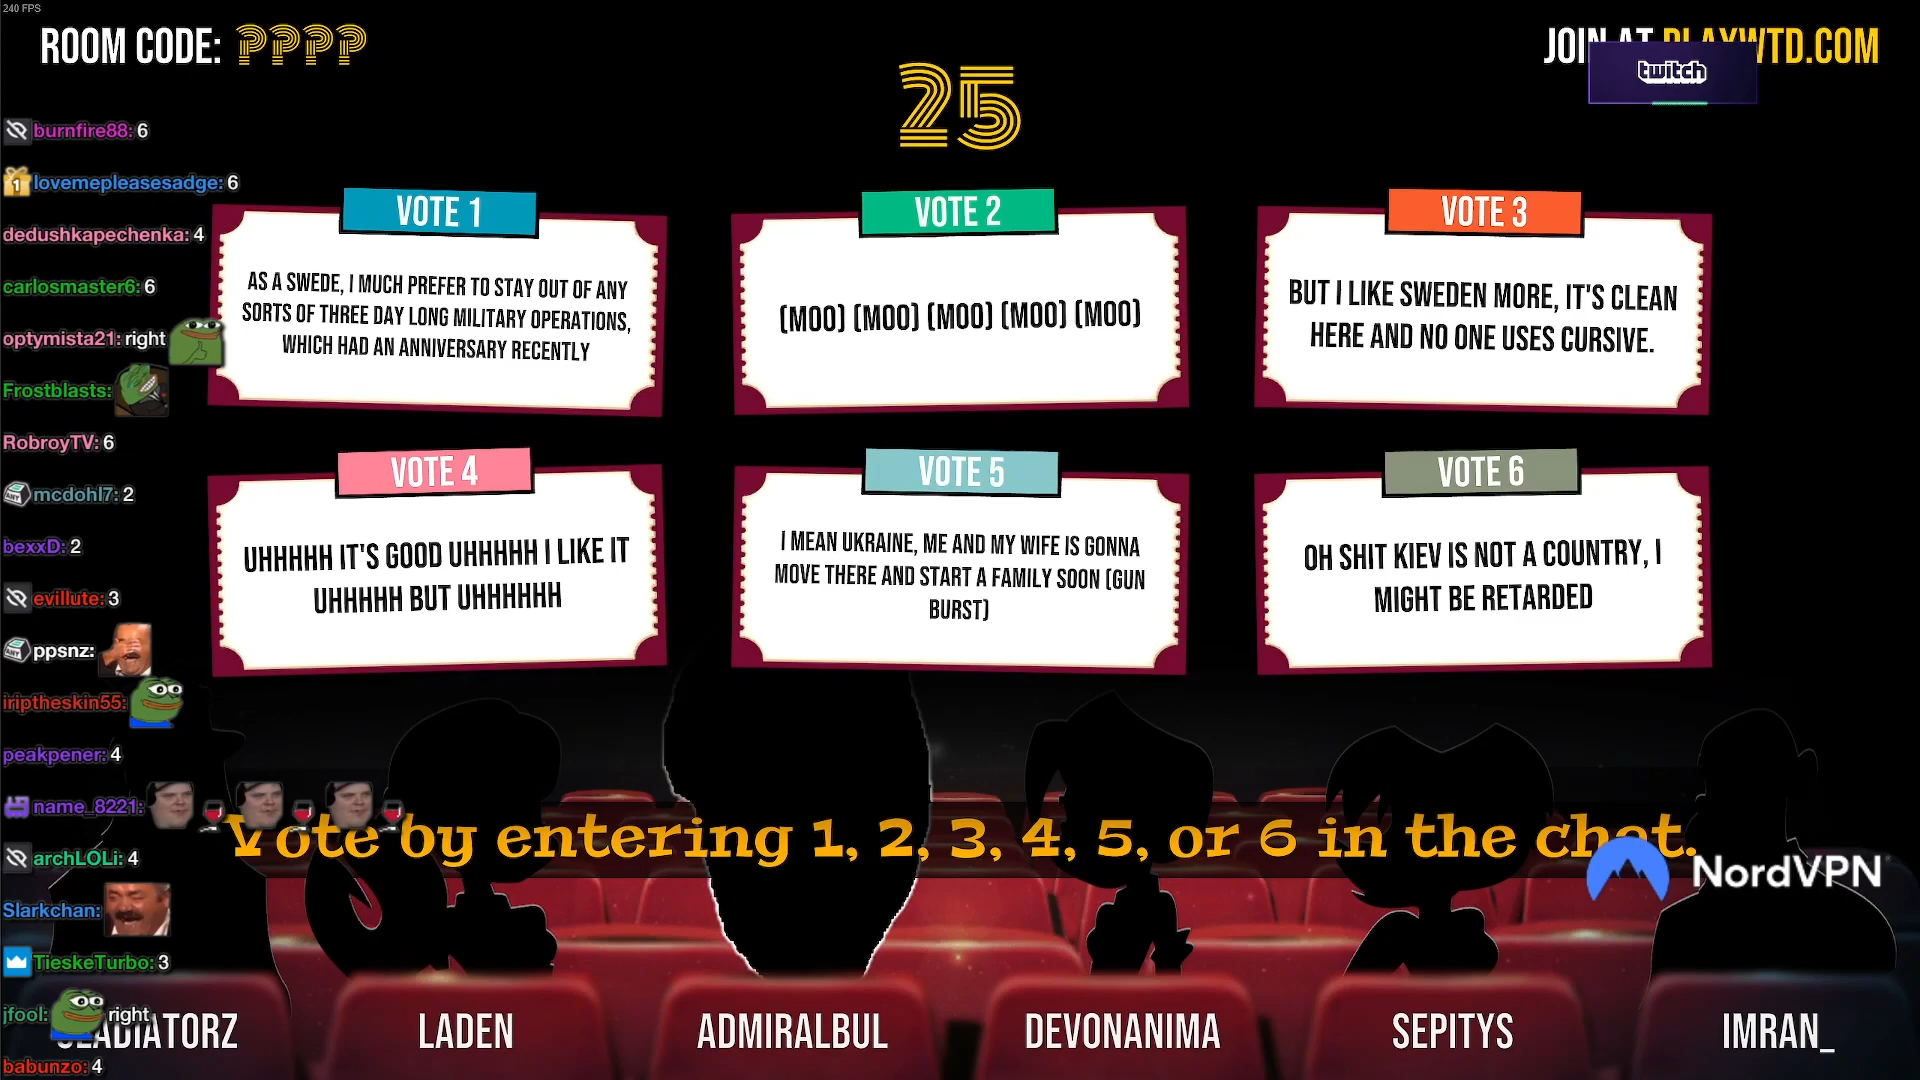 240 FPS
ROOM CODE: ????
JOIN AT PLAYWTD.COM
twitch
25
burnfire88: 6
lovemepleasesadge: 6
dedushkapechenka: 4
carlosmaster6: 6
optymista21: right
Frostblasts:
RobroyTV: 6
mcdohl7: 2
bexxD: 2
evillute: 3
ppsnz:
iriptheskin55:
peakpener: 4
name_8221:
archLOLi: 4
Slarkchan:
TieskeTurbo: 3
jfool: right
babunzo: 4
VOTE 1
AS A SWEDE, I MUCH PREFER TO STAY OUT OF ANY
SORTS OF THREE DAY LONG MILITARY OPERATIONS,
WHICH HAD AN ANNIVERSARY RECENTLY
VOTE 2
(MOO) (MOO) (MOO) (MOO) (MOO)
VOTE 3
BUT I LIKE SWEDEN MORE, IT'S CLEAN
HERE AND NO ONE USES CURSIVE.
VOTE 4
UHHHHH IT'S GOOD UHHHHH I LIKE IT
UHHHHH BUT UHHHHHH
VOTE 5
I MEAN UKRAINE, ME AND MY WIFE IS GONNA
MOVE THERE AND START A FAMILY SOON (GUN
BURST)
VOTE 6
OH SHIT KIEV IS NOT A COUNTRY, I
MIGHT BE RETARDED
Vote by entering 1, 2, 3, 4, 5, or 6 in the chat.
NordVPN
LADEN
ADMIRALBUL
DEVONANIMA
SEPITYS
IMRAN_